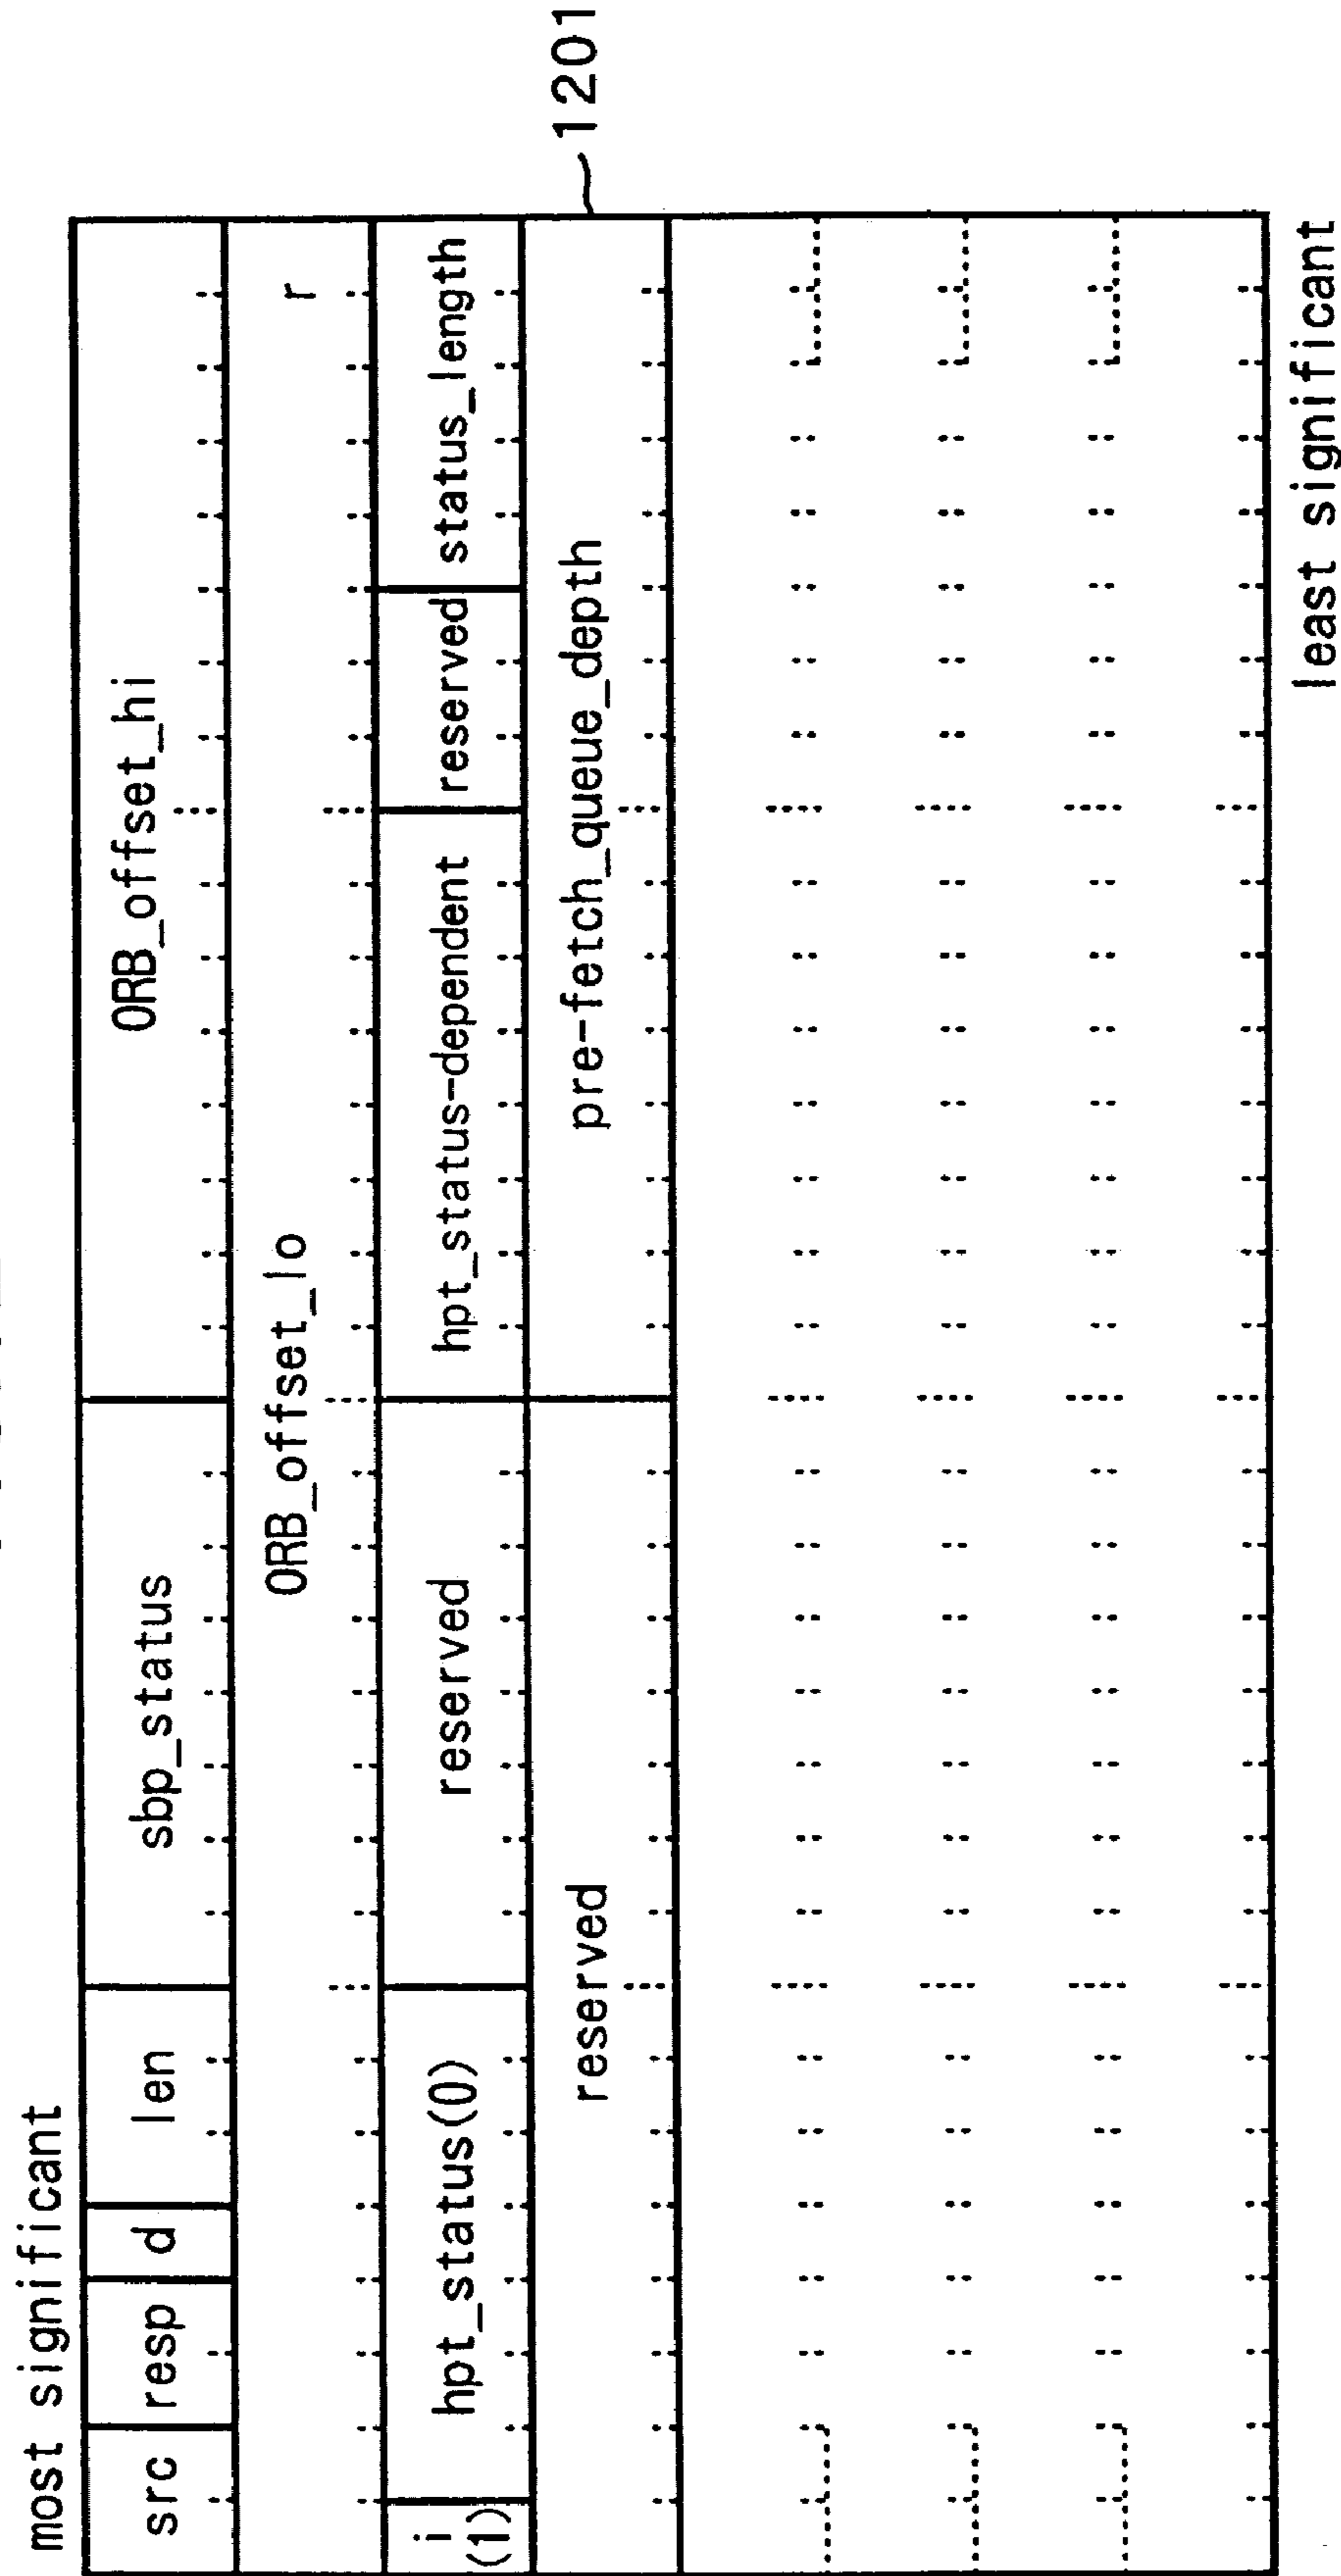 most significant
src resp d len sbp_status ORB_offset_hi
ORB_offset_lo r
i (1) hpt_status(0) reserved hpt_status-dependent reserved status_length
reserved pre-fetch_queue_depth 1201
least significant